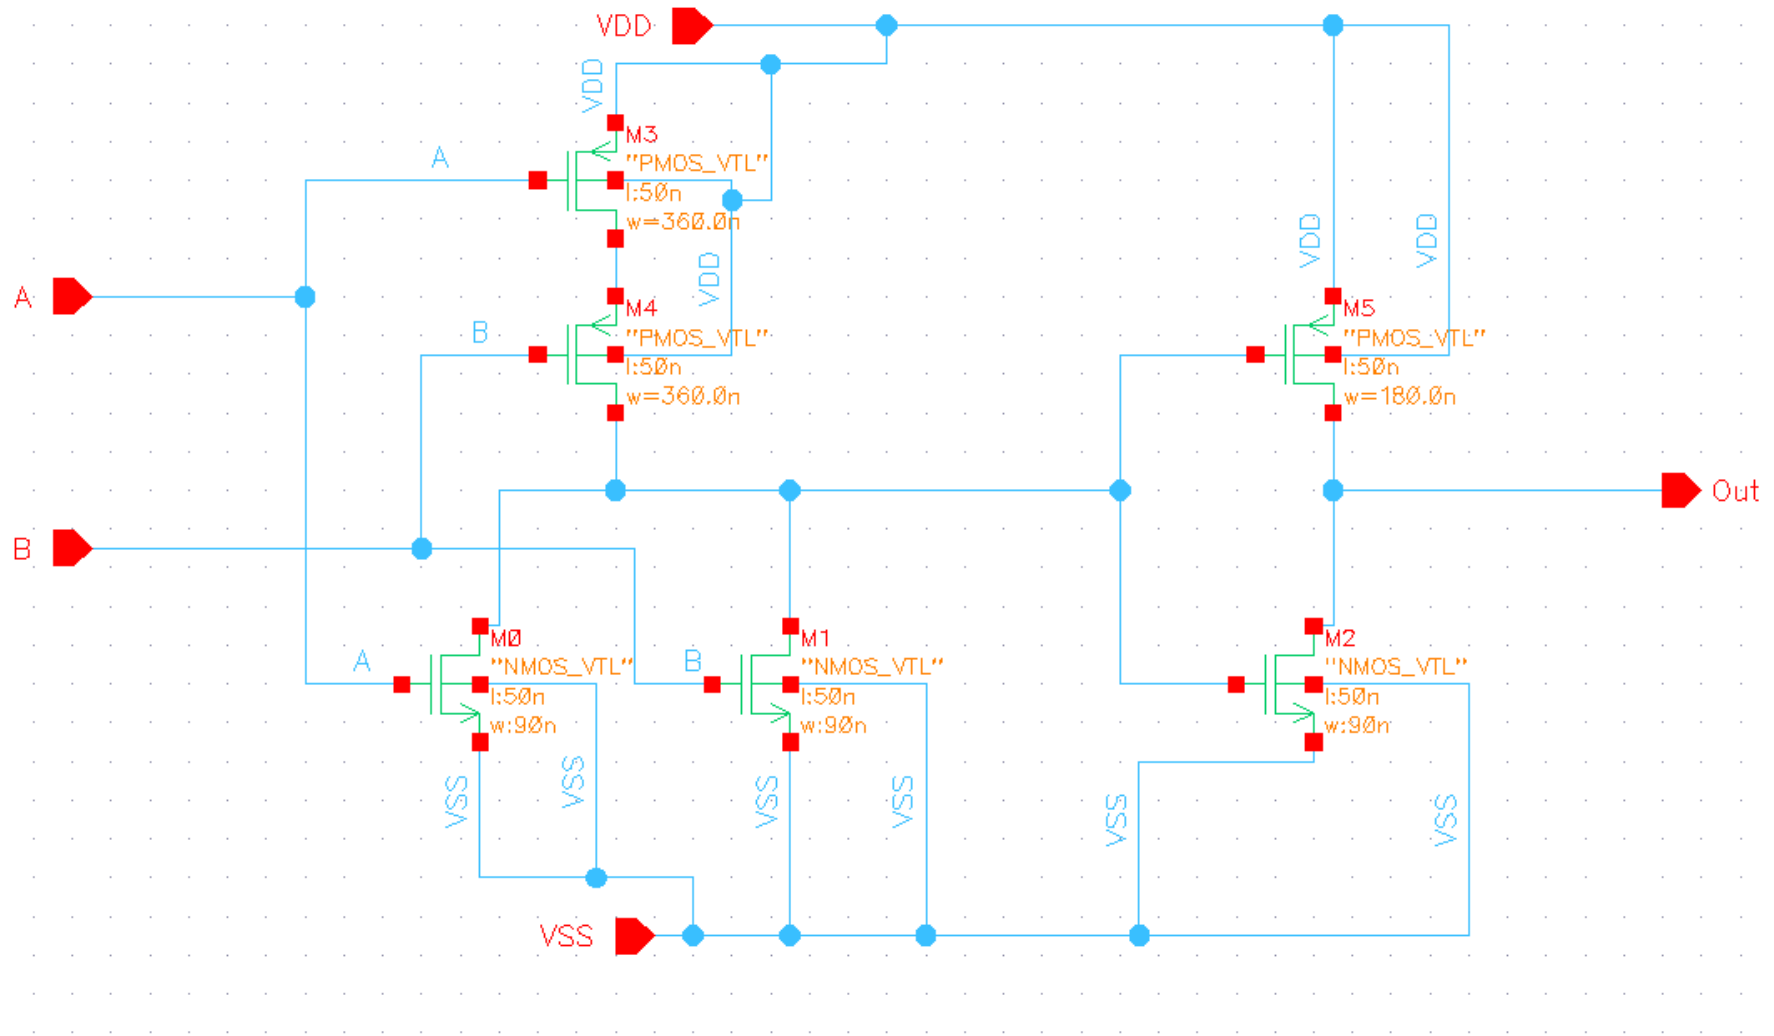 VDD
VDD
M3
A
"PMOS_VTL"
l:50n
w=360.0n
VDD
VDD
VDD
A
M4
M5
B
"PMOS_VTL"
"PMOS_VTL"
l:50n
l:50n
w=360.0n
w=180.0n
Out
B
M0
M1
M2
A
"NMOS_VTL"
B
"NMOS_VTL"
"NMOS_VTL"
l:50n
l:50n
l:50n
w:90n
w:90n
w:90n
VSS
VSS
VSS
VSS
VSS
VSS
VSS